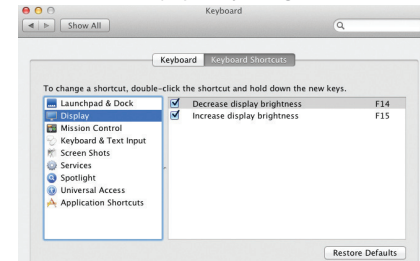 Keyboard
Show All
Keyboard Keyboard Shortcuts
To change a shortcut, double-click the shortcut and hold down the new keys.
Launchpad & Dock
Display
Mission Control
Keyboard & Text Input
Screen Shots
Services
Spotlight
Universal Access
Application Shortcuts
Decrease display brightness F14
Increase display brightness F15
Restore Defaults